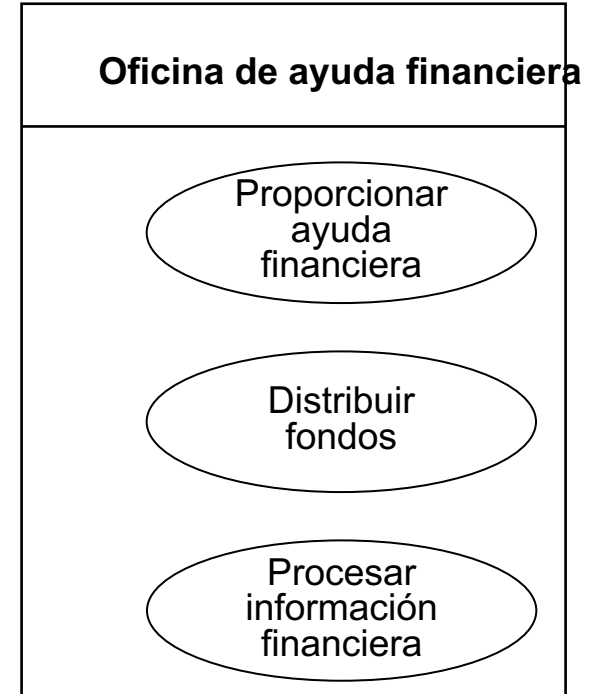 Oficina de ayuda financiera
Proporcionar
ayuda
financiera
Distribuir
fondos
Procesar
información
financiera